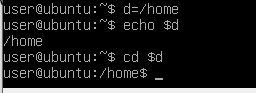 user@ubuntu:~$ d=/home
user@ubuntu:~$ echo $d
/home
user@ubuntu:~$ cd $d
user@ubuntu:/home$ _